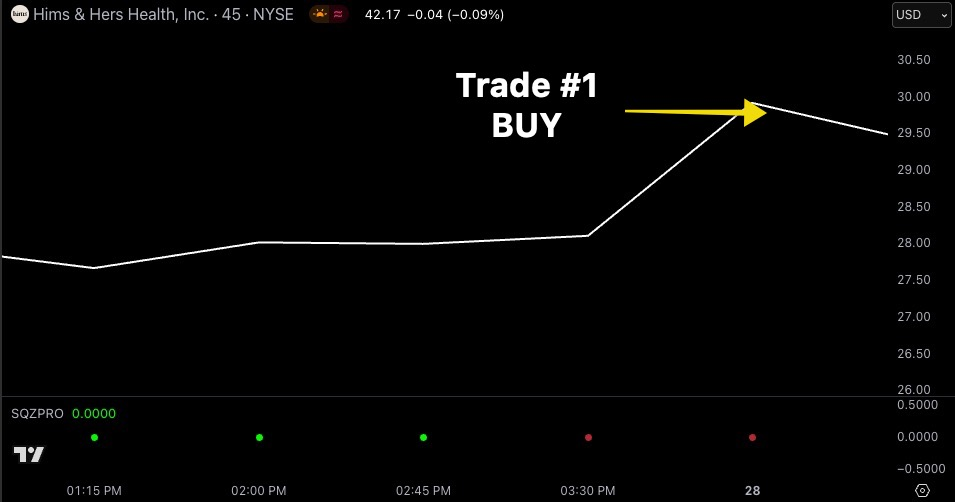 hims
Hims & Hers Health, Inc. · 45 · NYSE 42.17 −0.04 (−0.09%)
USD
30.50
Trade #1
BUY
30.00
29.50
29.00
28.50
28.00
27.50
27.00
26.50
26.00
0.5000
SQZPRO 0.0000
0.0000
−0.5000
01:15 PM 02:00 PM 02:45 PM 03:30 PM 28